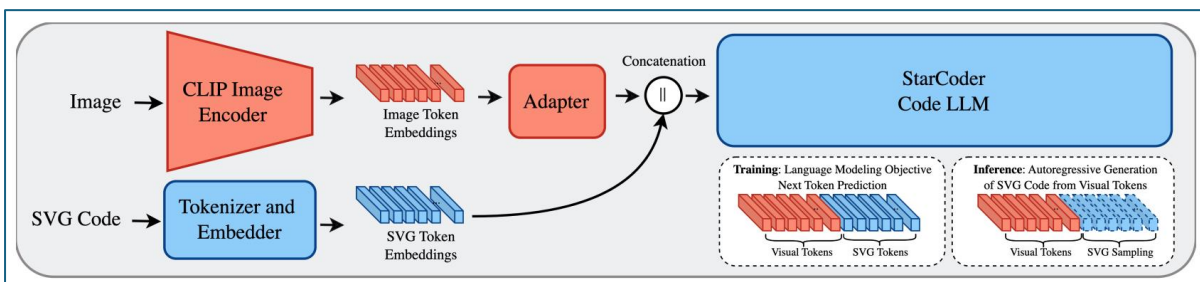 Image
CLIP Image
Encoder
...
Image Token
Embeddings
Adapter
Concatenation
||
StarCoder
Code LLM
SVG Code
Tokenizer and
Embedder
...
SVG Token
Embeddings
Training: Language Modeling Objective
Next Token Prediction
Visual Tokens
SVG Tokens
Inference: Autoregressive Generation
of SVG Code from Visual Tokens
Visual Tokens
SVG Sampling